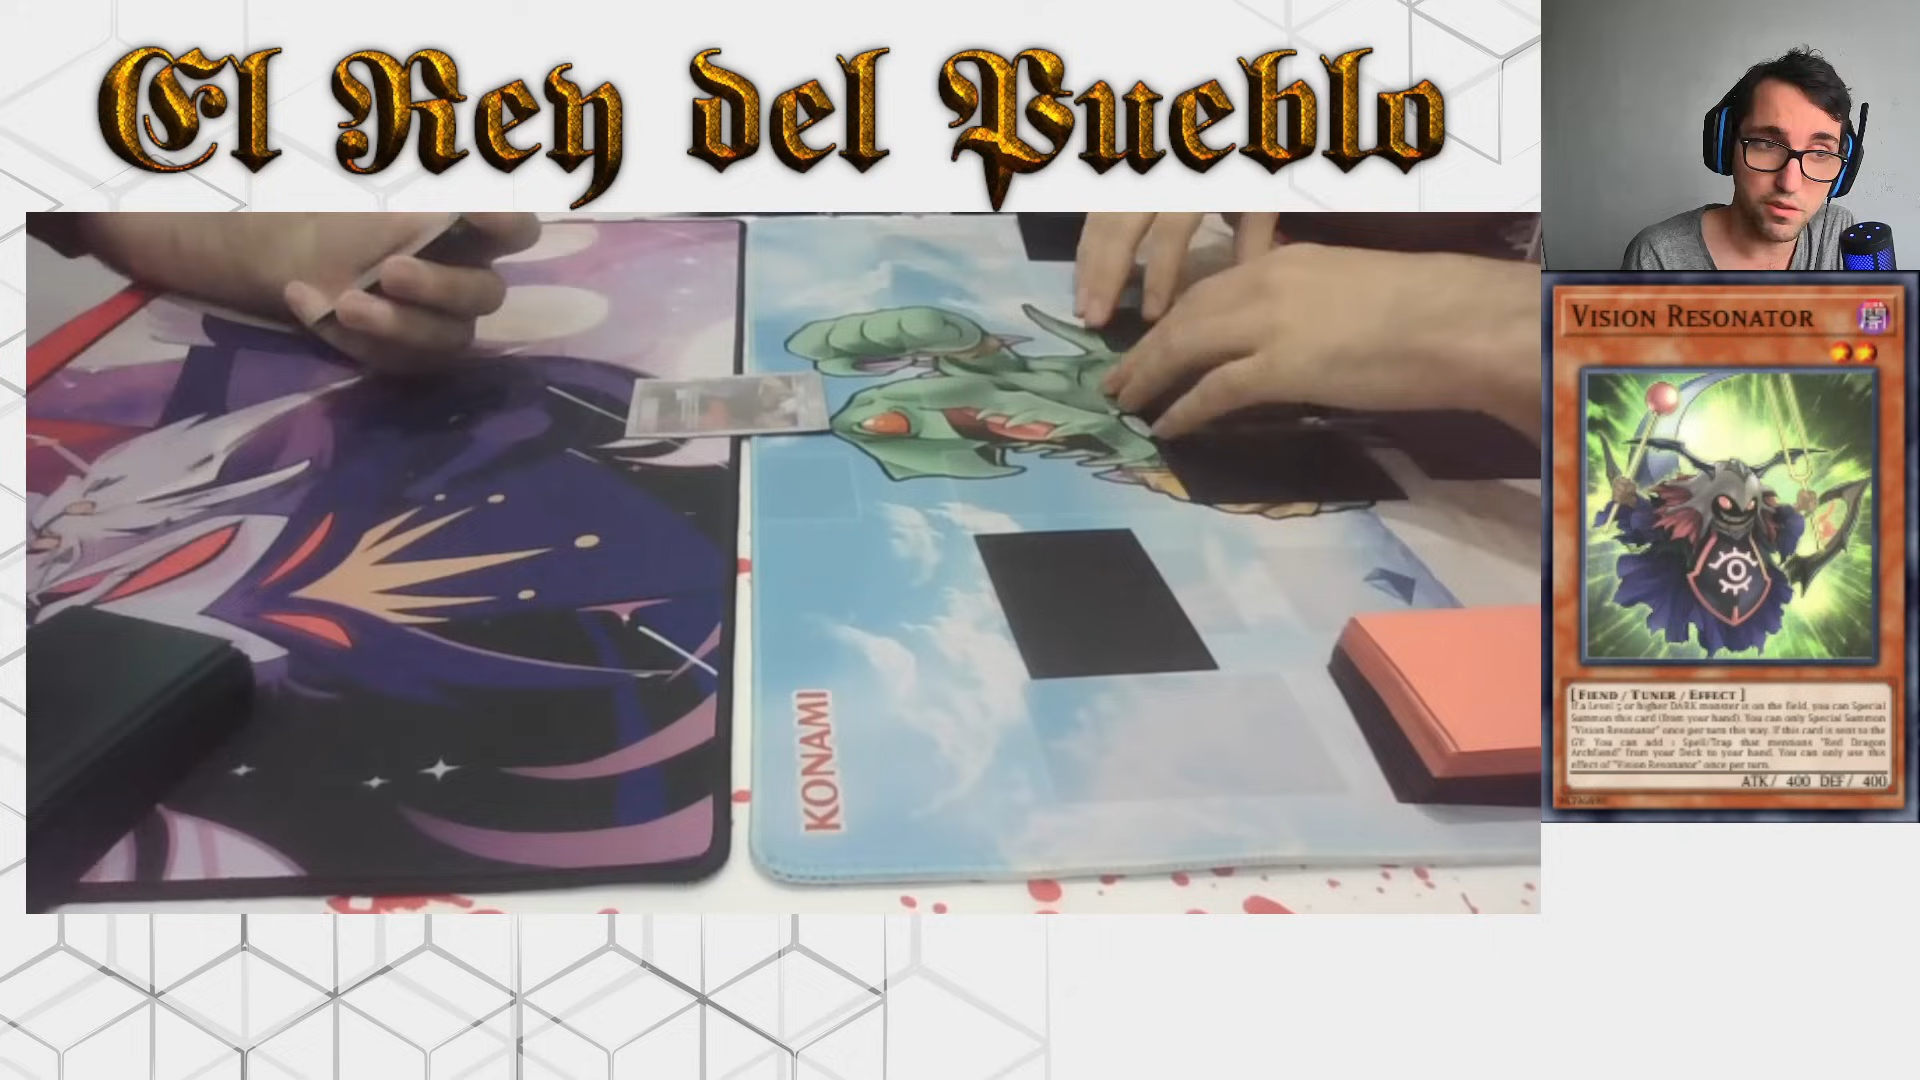 El Rey del Pueblo
VISION RESONATOR
[FIEND / TUNER / EFFECT]
If a Level 5 or higher DARK monster is on the field, you can Special
Summon this card (from your hand). You can only Special Summon
"Vision Resonator" once per turn this way. If this card is sent to the
GY: You can add 1 Spell/Trap that mentions "Red Dragon
Archfiend" from your Deck to your hand. You can only use this
effect of "Vision Resonator" once per turn.
ATK/ 400 DEF/ 400
KONAMI